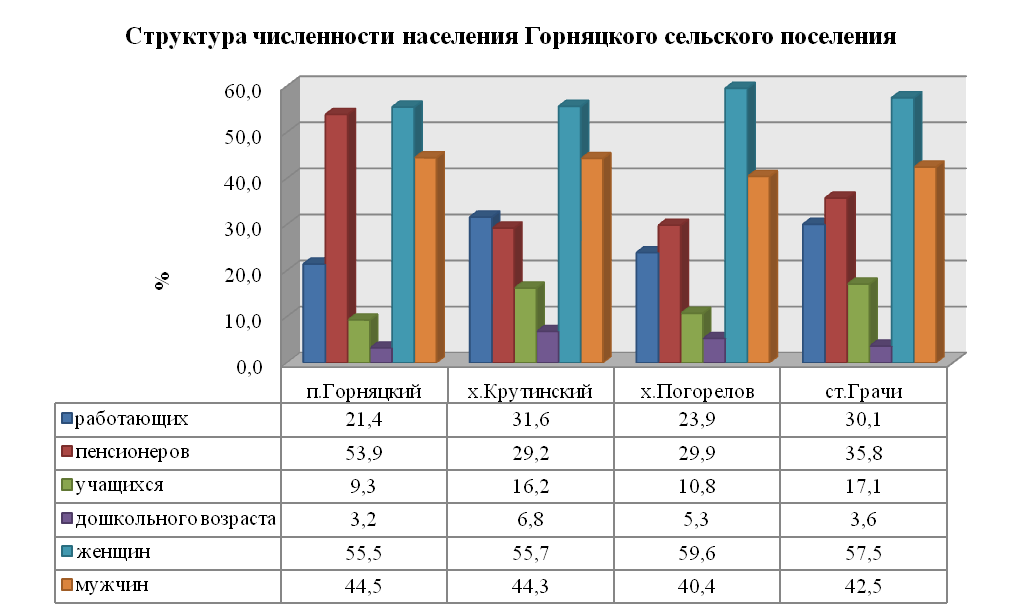 Структура численности населения Горняцкого сельского поселения
60,0
50,0
40,0
30,0
20,0
10,0
0,0
%
п.Горняцкий х.Крутинский х.Погорелов ст.Грачи
работающих 21,4 31,6 23,9 30,1
пенсионеров 53,9 29,2 29,9 35,8
учащихся 9,3 16,2 10,8 17,1
дошкольного возраста 3,2 6,8 5,3 3,6
женщин 55,5 55,7 59,6 57,5
мужчин 44,5 44,3 40,4 42,5